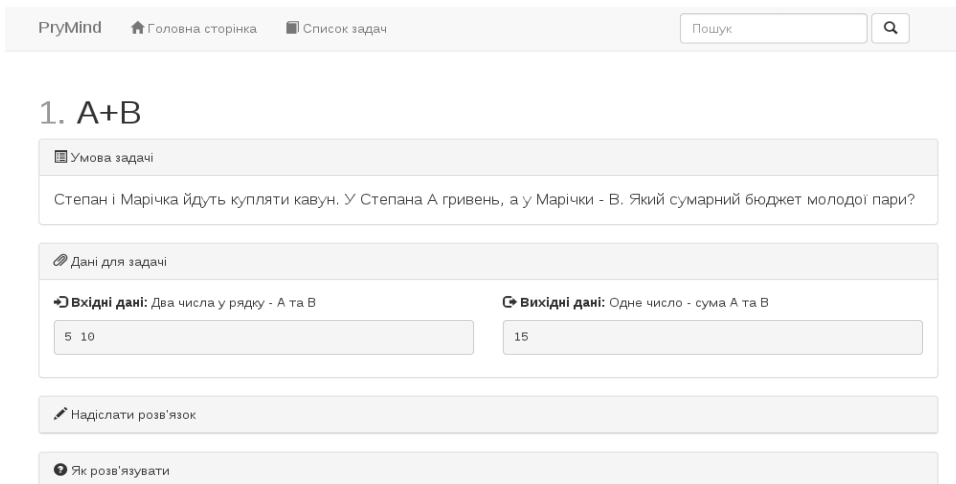 PryMind Головна сторінка Список задач Пошук
1. A+B
Умова задачі
Степан і Марічка йдуть купляти кавун. У Степана А гривень, а у Марічки - В. Який сумарний бюджет молодої пари?
Дані для задачі
Вхідні дані: Два числа у рядку - А та В
5 10
Вихідні дані: Одне число - сума А та В
15
Надіслати розв'язок
Як розв'язувати